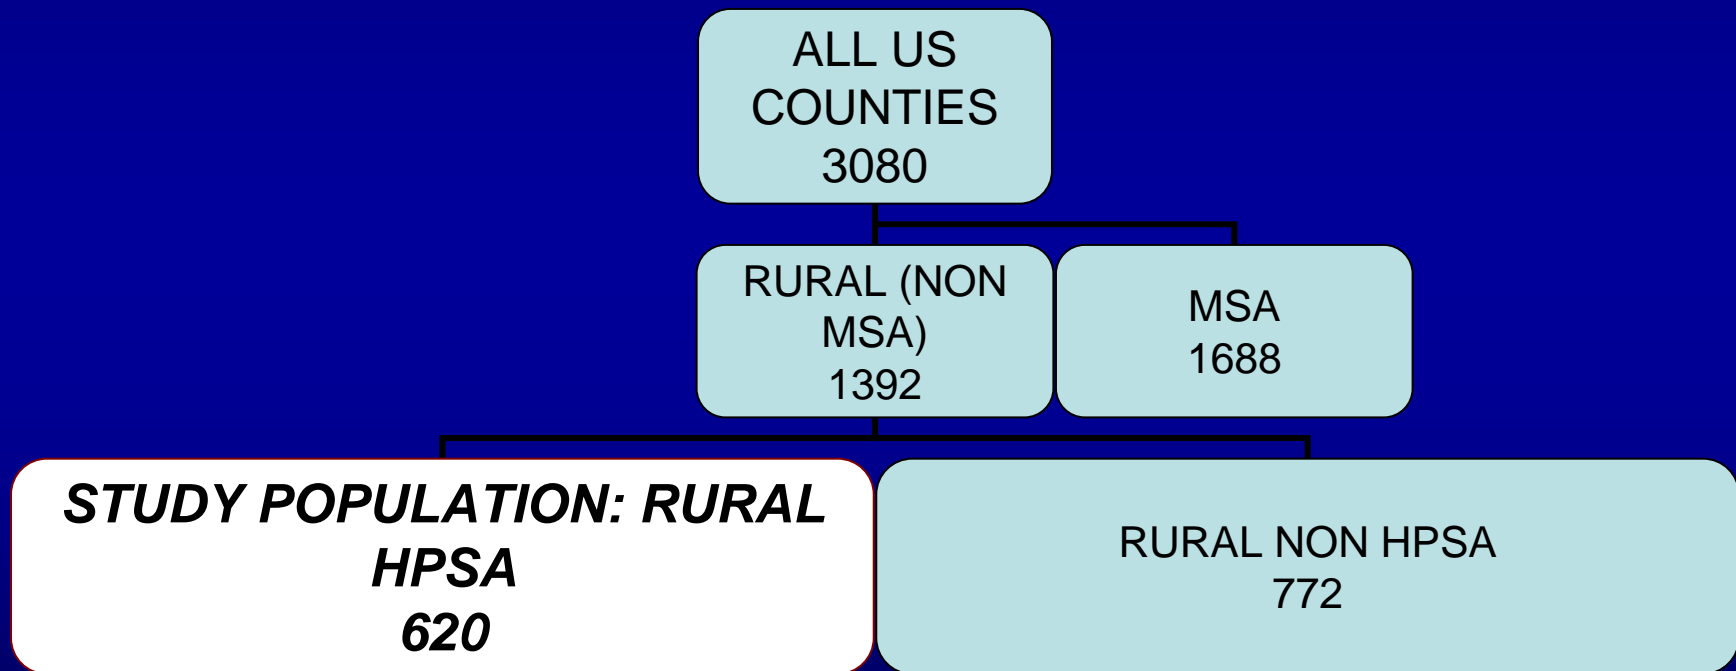 ALL US
COUNTIES
3080
RURAL (NON
MSA)
1392
MSA
1688
STUDY POPULATION: RURAL
HPSA
620
RURAL NON HPSA
772